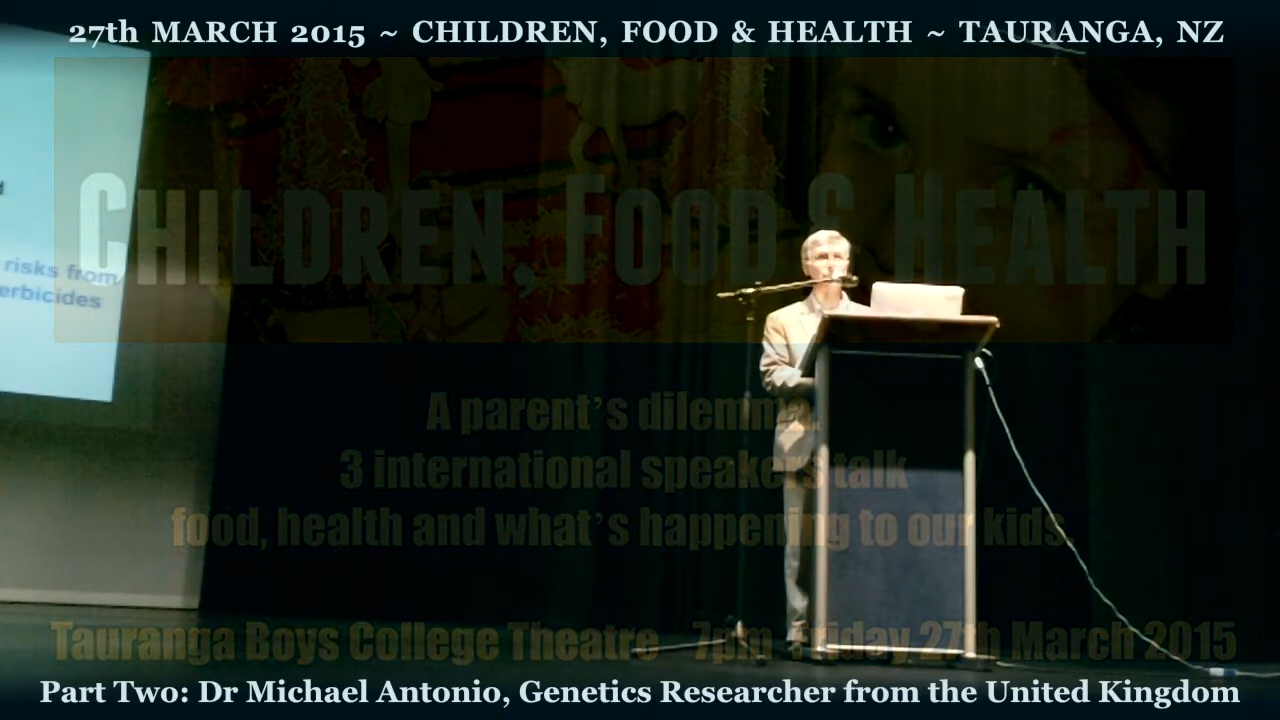 27th MARCH 2015 ~ CHILDREN, FOOD & HEALTH ~ TAURANGA, NZ
CHILDREN, FOOD & HEALTH
risks from
erbicides
A parent's dilemma.
3 international speakers talk
food, health and what's happening to our kids.
Tauranga Boys College Theatre 7pm Friday 27th March 2015
Part Two: Dr Michael Antonio, Genetics Researcher from the United Kingdom